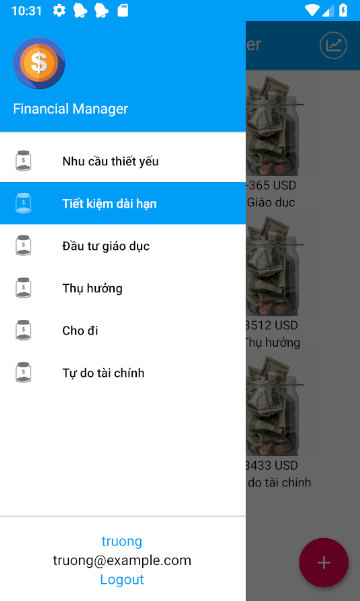 10:31
Financial Manager
Nhu cầu thiết yếu
Tiết kiệm dài hạn
Đầu tư giáo dục
Thụ hưởng
Cho đi
Tự do tài chính
truong
truong@example.com
Logout
er
-365 USD
Giáo dục
3512 USD
Thụ hưởng
3433 USD
do tài chính